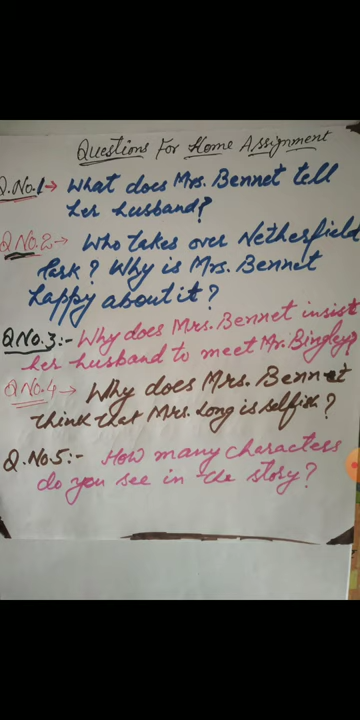 Questions For Home Assignment
Q.No.1→ What does Mrs. Bennet tell
her husband?
Q No.2→ Who takes over Netherfield
Park? Why is Mrs. Bennet
happy about it?
Q No.3:- Why does Mrs. Bennet insist
her husband to meet Mr. Bingley?
Q No.4→ Why does Mrs. Bennet
think that Mrs. Long is selfish?
Q.No5:- How many characters
do you see in the story?